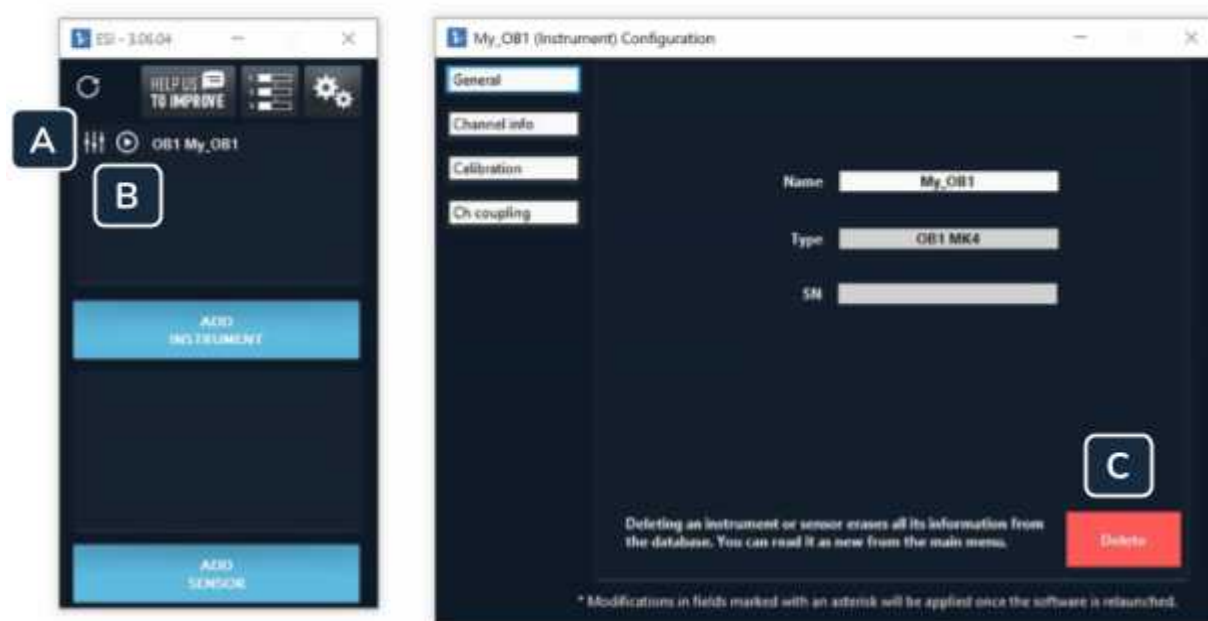 ESI - 3.06.04
HELP US
TO IMPROVE
A
OB1 My_OB1
B
ADD
INSTRUMENT
ADD
SENSOR
My_OB1 (Instrument) Configuration
General
Channel info
Calibration
Ch coupling
Name My_OB1
Type OB1 MK4
SN
C
Deleting an instrument or sensor erases all its information from
the database. You can read it as new from the main menu.
Delete
* Modifications in fields marked with an asterisk will be applied once the software is relaunched.